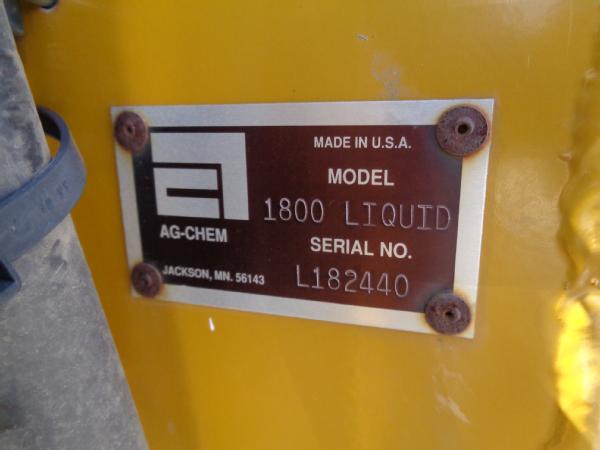 MADE IN U.S.A.
MODEL
1800 LIQUID
AG-CHEM
SERIAL NO.
JACKSON, MN. 56143
L182440